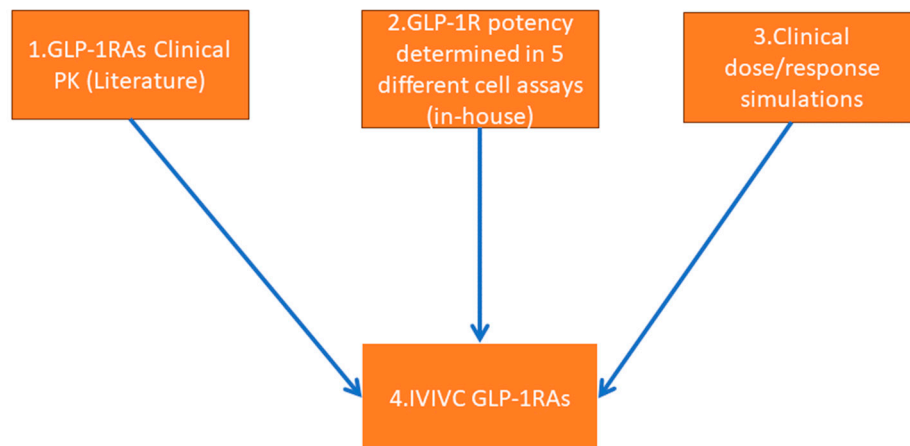 1.GLP-1RAs Clinical
PK (Literature)
2.GLP-1R potency
determined in 5
different cell assays
(in-house)
3.Clinical
dose/response
simulations
4.IVIVC GLP-1RAs